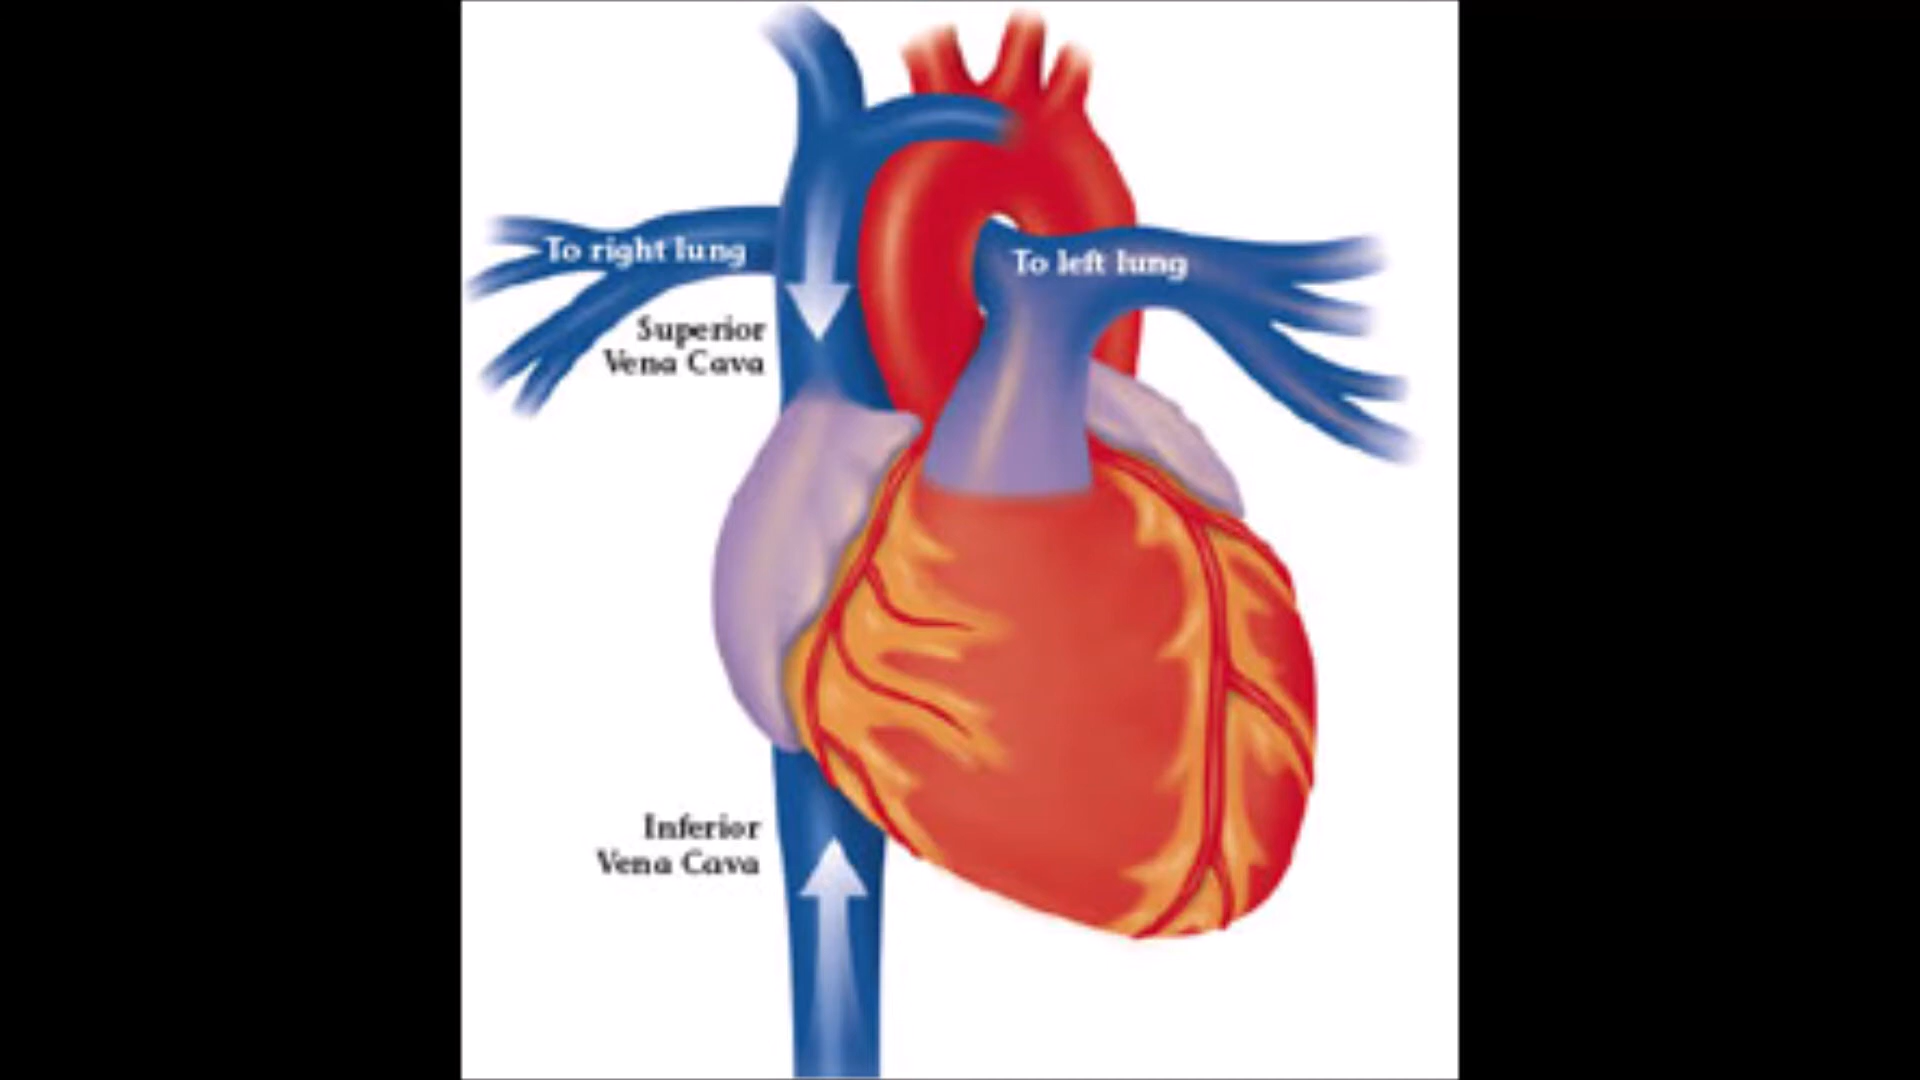 To right lung
To left lung
Superior
Vena Cava
Inferior
Vena Cava